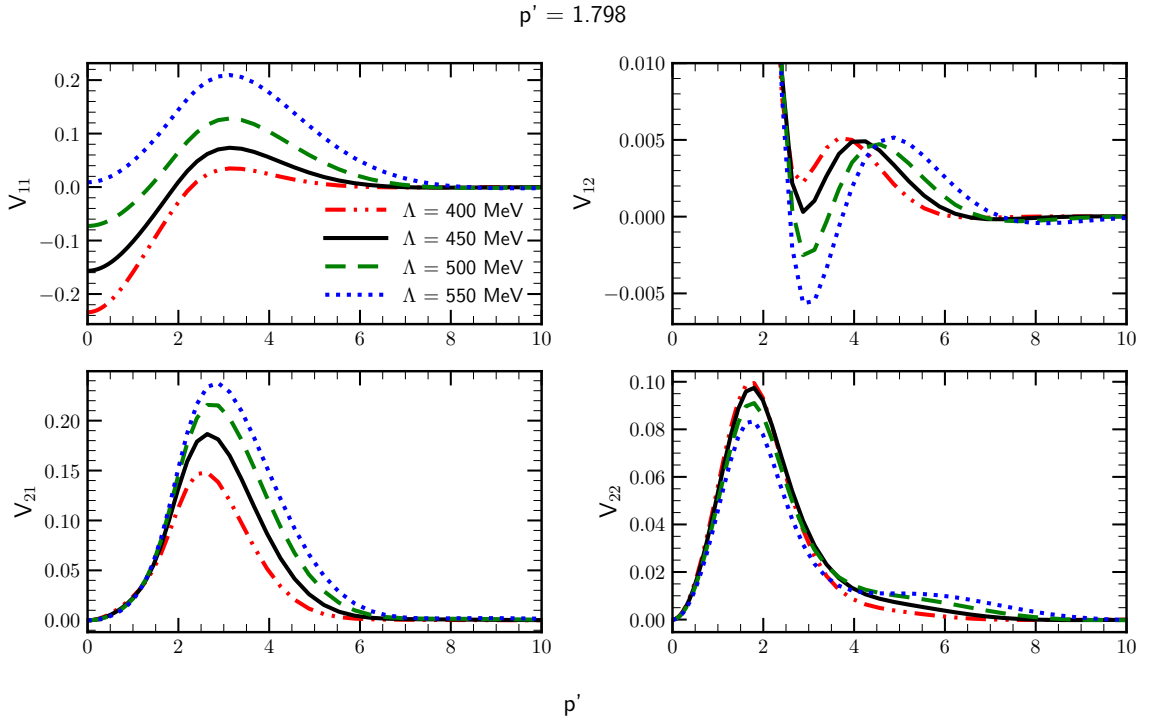 p' = 1.798
0.2
0.1
0.0
−0.1
−0.2
V11
Λ = 400 MeV
Λ = 450 MeV
Λ = 500 MeV
Λ = 550 MeV
0 2 4 6 8 10
0.010
0.005
0.000
−0.005
V12
0 2 4 6 8 10
0.20
0.15
0.10
0.05
0.00
V21
0 2 4 6 8 10
0.10
0.08
0.06
0.04
0.02
0.00
V22
0 2 4 6 8 10
p'